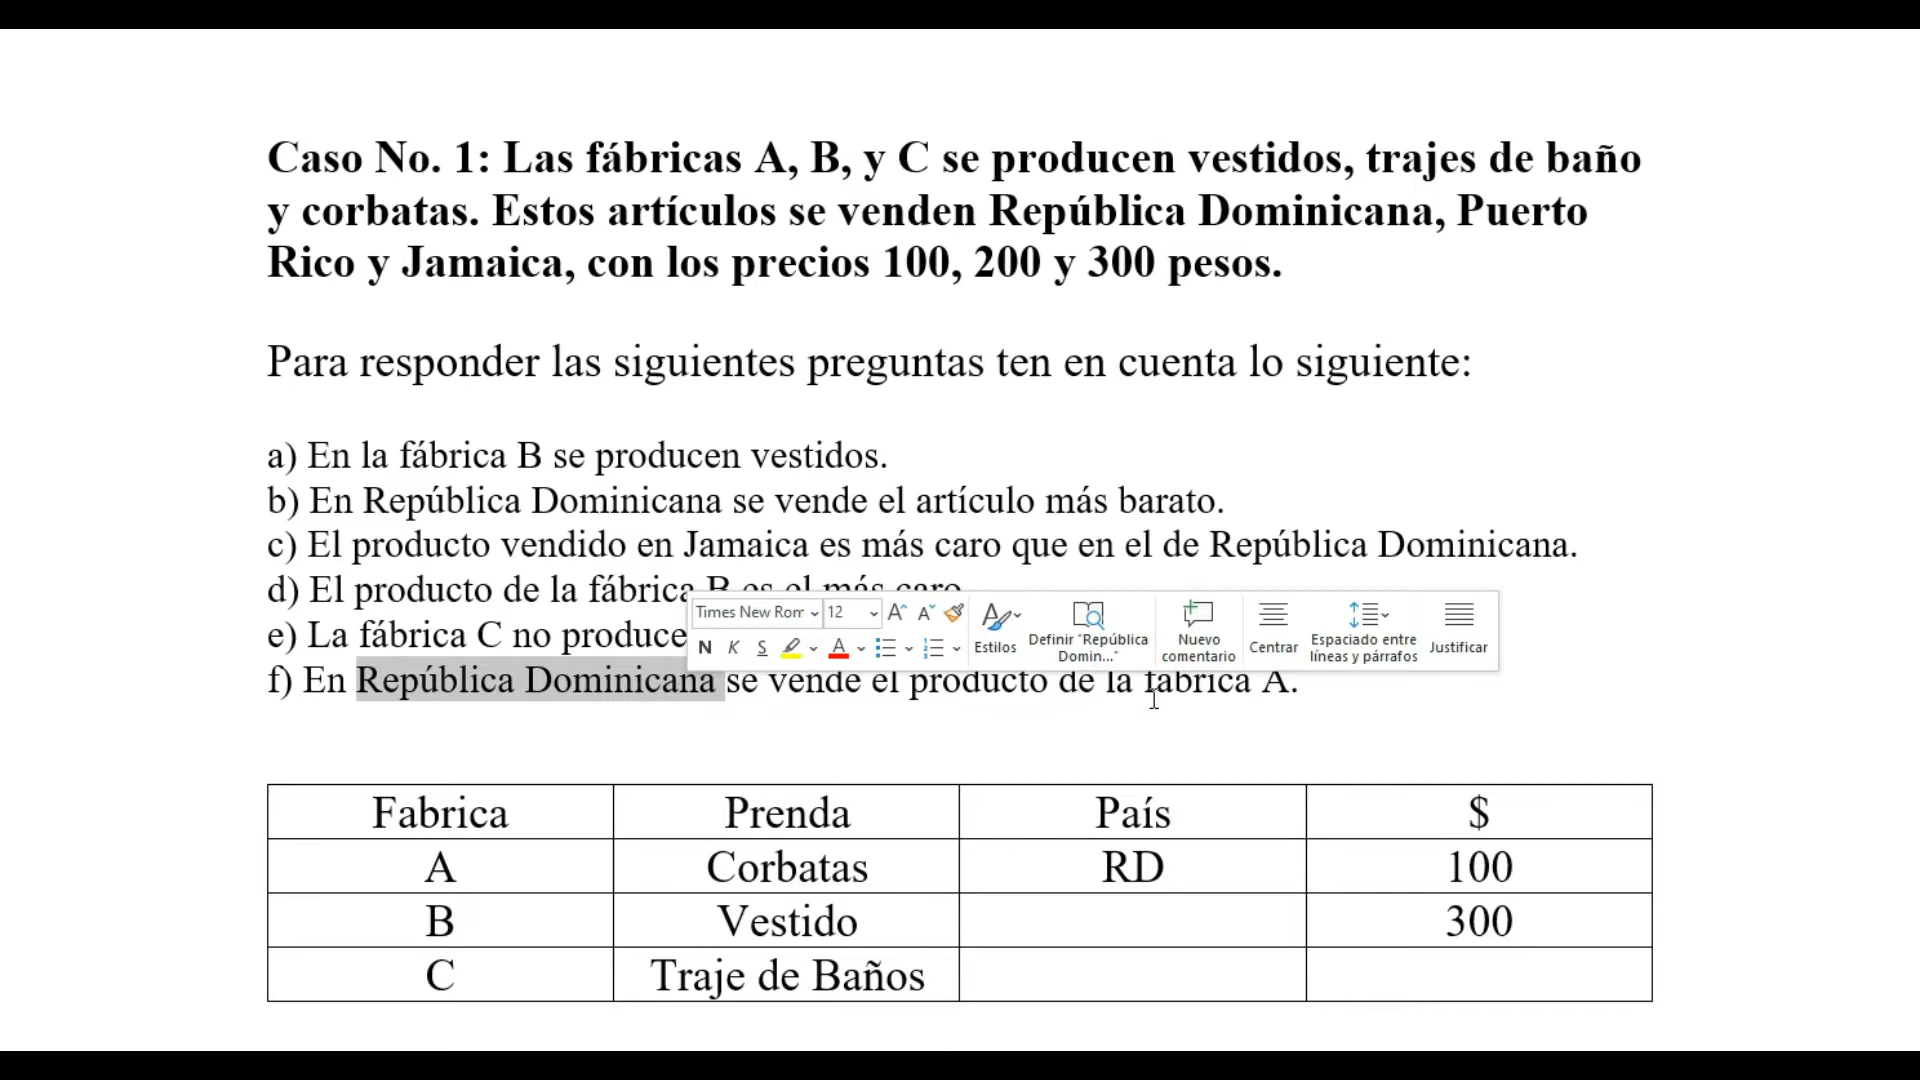 Caso No. 1: Las fábricas A, B, y C se producen vestidos, trajes de baño
y corbatas. Estos artículos se venden República Dominicana, Puerto
Rico y Jamaica, con los precios 100, 200 y 300 pesos.
Para responder las siguientes preguntas ten en cuenta lo siguiente:
a) En la fábrica B se producen vestidos.
b) En República Dominicana se vende el artículo más barato.
c) El producto vendido en Jamaica es más caro que en el de República Dominicana.
d) El producto de la fábrica B es el más caro
e) La fábrica C no produce
f) En República Dominicana se vende el producto de la fábrica A.
Times New Rom 12 A A
Estilos
Definir "República
Domin..."
Nuevo
comentario
Centrar
Espaciado entre
líneas y párrafos
Justificar
N K S A
Fabrica Prenda País $
A Corbatas RD 100
B Vestido 300
C Traje de Baños